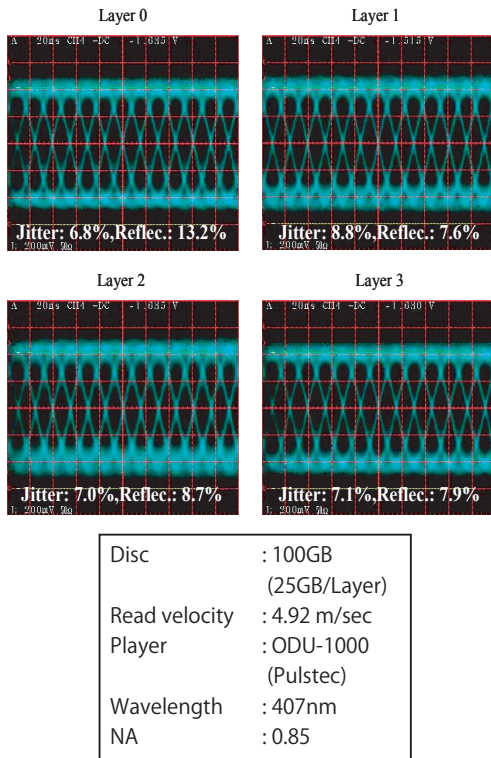 Layer 0
Layer 1
A 20ns CH4 -DC -1.635 V
A 20ns CH4 -DC -1.515 V
Jitter: 6.8%,Reflec.: 13.2%
Jitter: 8.8%,Reflec.: 7.6%
1: 200mV 50Ω
1: 200mV 50Ω
Layer 2
Layer 3
A 20ns CH4 -DC -1.635 V
A 20ns CH4 -DC -1.630 V
Jitter: 7.0%,Reflec.: 8.7%
Jitter: 7.1%,Reflec.: 7.9%
1: 200mV 50Ω
1: 200mV 50Ω
Disc : 100GB
(25GB/Layer)
Read velocity : 4.92 m/sec
Player : ODU-1000
(Pulstec)
Wavelength : 407nm
NA : 0.85